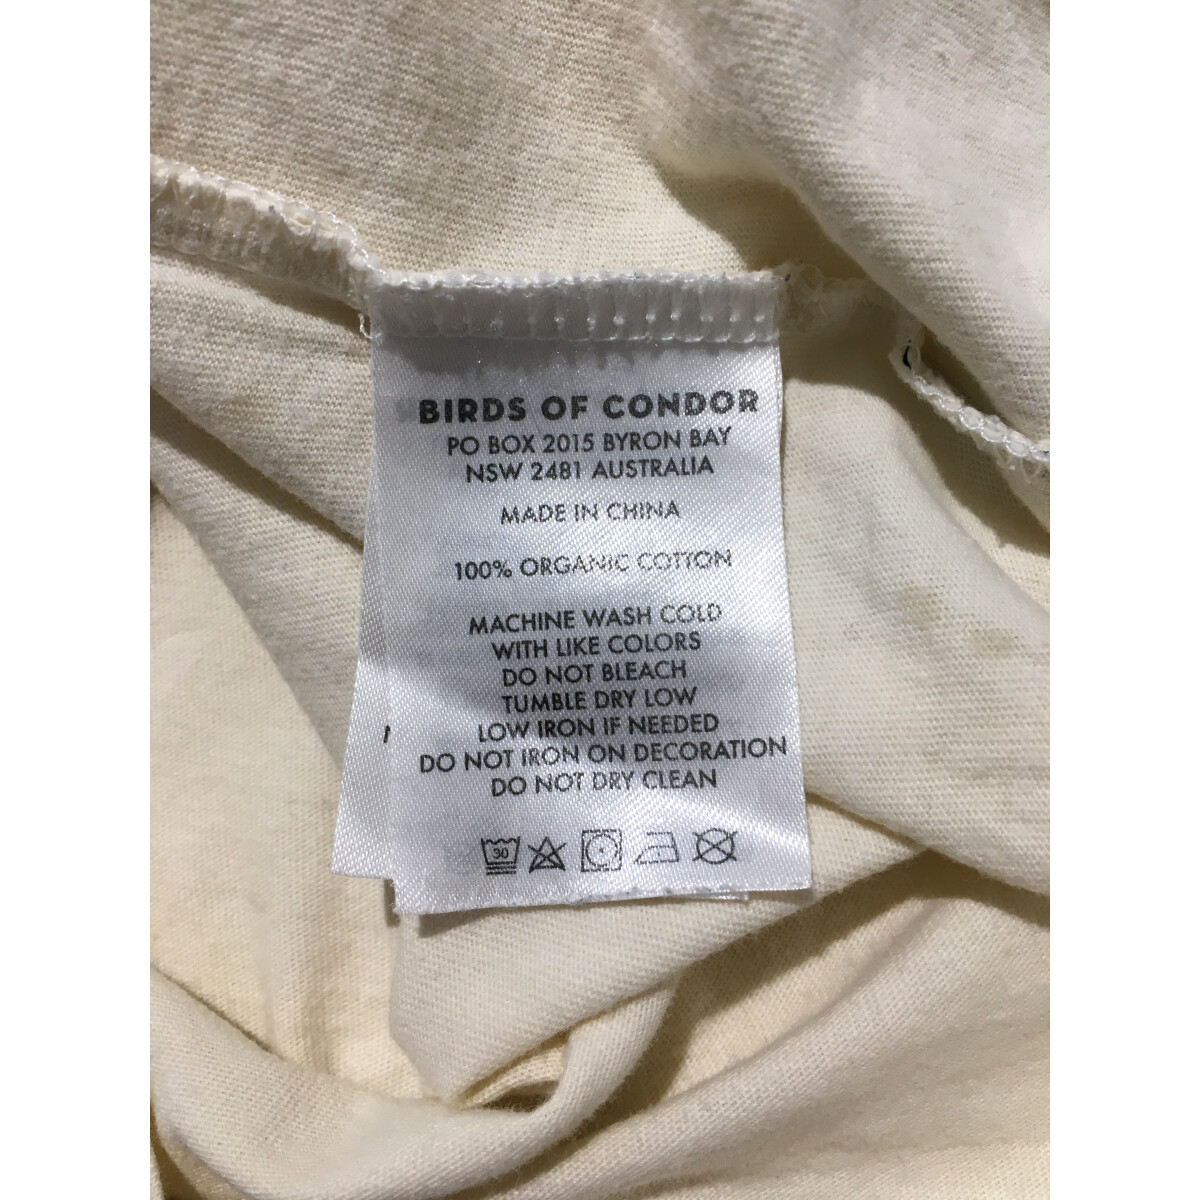 BIRDS OF CONDOR
PO BOX 2015 BYRON BAY
NSW 2481 AUSTRALIA
MADE IN CHINA
100% ORGANIC COTTON
MACHINE WASH COLD
WITH LIKE COLORS
DO NOT BLEACH
TUMBLE DRY LOW
LOW IRON IF NEEDED
DO NOT IRON ON DECORATION
DO NOT DRY CLEAN
30